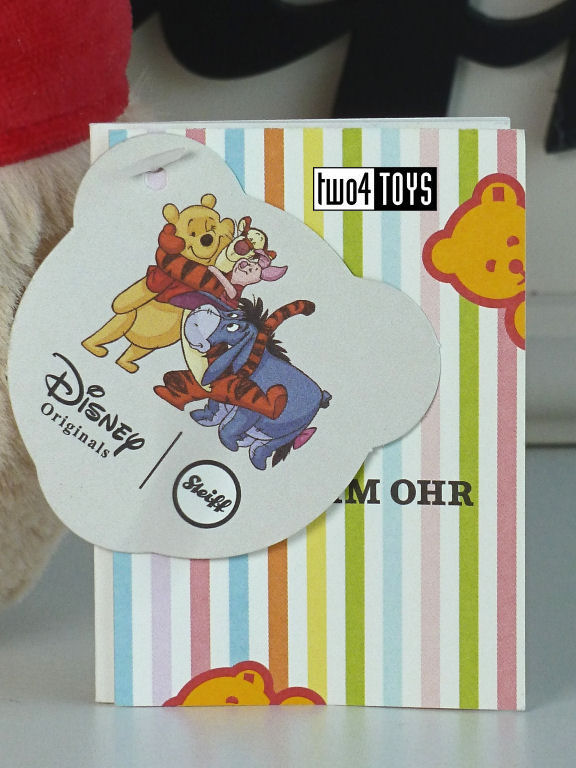 two4TOYS
Disney
Originals
Steiff
IM OHR